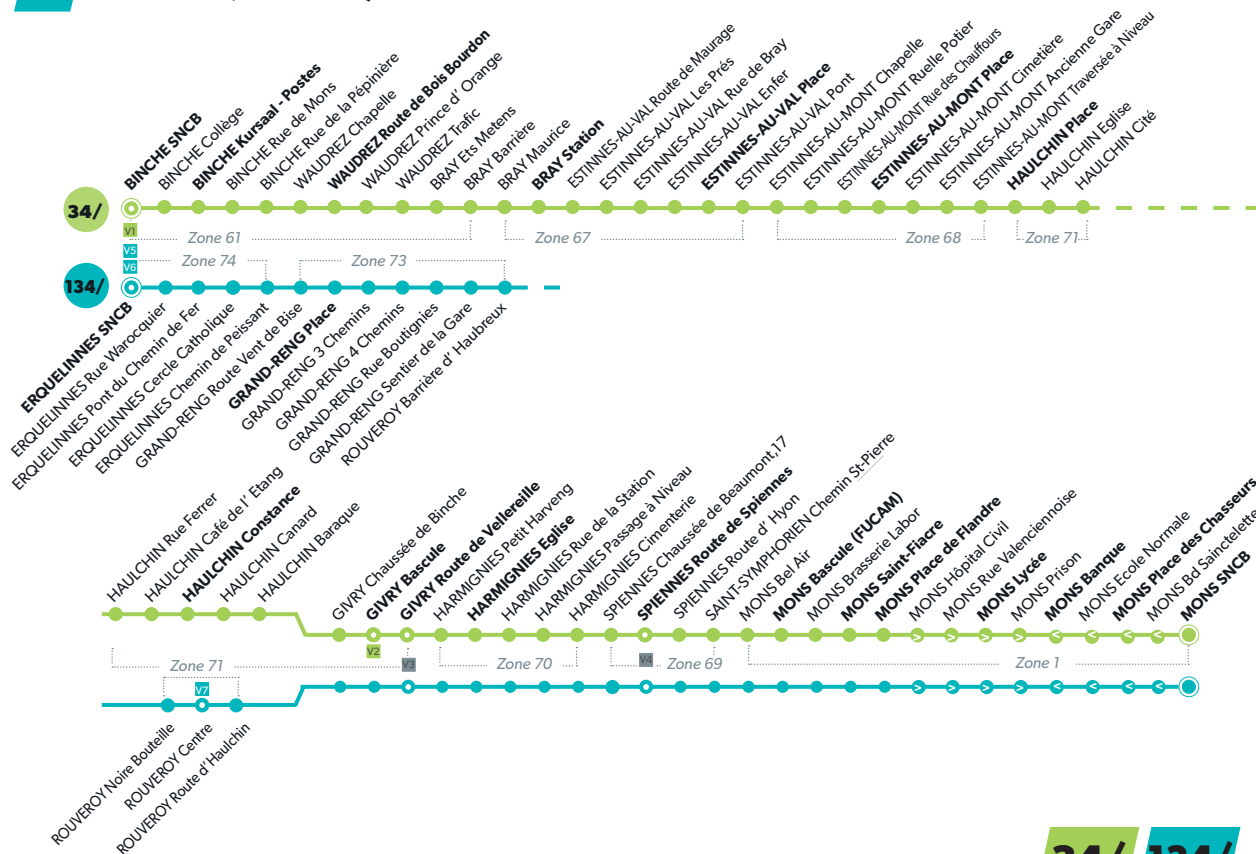 BINCHE SNCB
BINCHE Collège
BINCHE Kursaal - Postes
BINCHE Rue de Mons
BINCHE Rue de la Pépinière
WAUDREZ Chapelle
WAUDREZ Route de Bois Bourdon
WAUDREZ Prince d' Orange
WAUDREZ Trafic
BRAY Ets Metens
BRAY Barrière
BRAY Maurice
BRAY Station
ESTINNES-AU-VAL Route de Maurage
ESTINNES-AU-VAL Les Prés
ESTINNES-AU-VAL Rue de Bray
ESTINNES-AU-VAL Enfer
ESTINNES-AU-VAL Place
ESTINNES-AU-VAL Pont
ESTINNES-AU-MONT Chapelle
ESTINNES-AU-MONT Ruelle Potier
ESTINNES-AU-MONT Rue des Chauffours
ESTINNES-AU-MONT Place
ESTINNES-AU-MONT Cimetière
ESTINNES-AU-MONT Ancienne Gare
ESTINNES-AU-MONT Traversée à Niveau
HAULCHIN Place
HAULCHIN Eglise
HAULCHIN Cité
34/
V1
Zone 61
Zone 67
Zone 68
Zone 71
V5
V6
Zone 74
Zone 73
134/
ERQUELINNES SNCB
ERQUELINNES Rue Warocquier
ERQUELINNES Pont du Chemin de Fer
ERQUELINNES Cercle Catholique
ERQUELINNES Chemin de Peissant
GRAND-RENG Route Vent de Bise
GRAND-RENG Place
GRAND-RENG 3 Chemins
GRAND-RENG 4 Chemins
GRAND-RENG Rue Boutignies
GRAND-RENG Sentier de la Gare
ROUVEROY Barrière d' Haubreux
HAULCHIN Rue Ferrer
HAULCHIN Café de l' Etang
HAULCHIN Constance
HAULCHIN Canard
HAULCHIN Baraque
GIVRY Chaussée de Binche
GIVRY Bascule
GIVRY Route de Vellereille
HARMIGNIES Petit Harveng
HARMIGNIES Eglise
HARMIGNIES Rue de la Station
HARMIGNIES Passage à Niveau
HARMIGNIES Cimenterie
SPIENNES Chaussée de Beaumont,17
SPIENNES Route de Spiennes
SPIENNES Route d' Hyon
SAINT-SYMPHORIEN Chemin St-Pierre
MONS Bel Air
MONS Bascule (FUCAM)
MONS Brasserie Labor
MONS Saint-Fiacre
MONS Place de Flandre
MONS Hôpital Civil
MONS Rue Valenciennoise
MONS Lycée
MONS Prison
MONS Banque
MONS Ecole Normale
MONS Place des Chasseurs
MONS Bd Sainctelette
MONS SNCB
V2
V3
V4
Zone 71
Zone 70
Zone 69
Zone 1
V7
ROUVEROY Noire Bouteille
ROUVEROY Centre
ROUVEROY Route d' Haulchin
34/ 134/